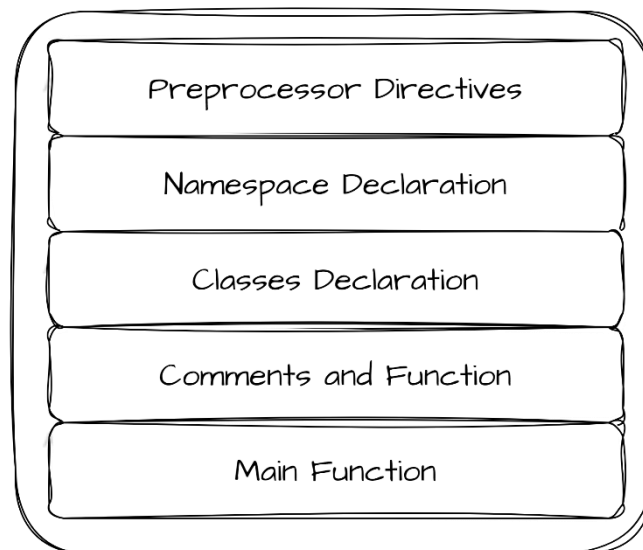 Preprocessor Directives
Namespace Declaration
Classes Declaration
Comments and Function
Main Function